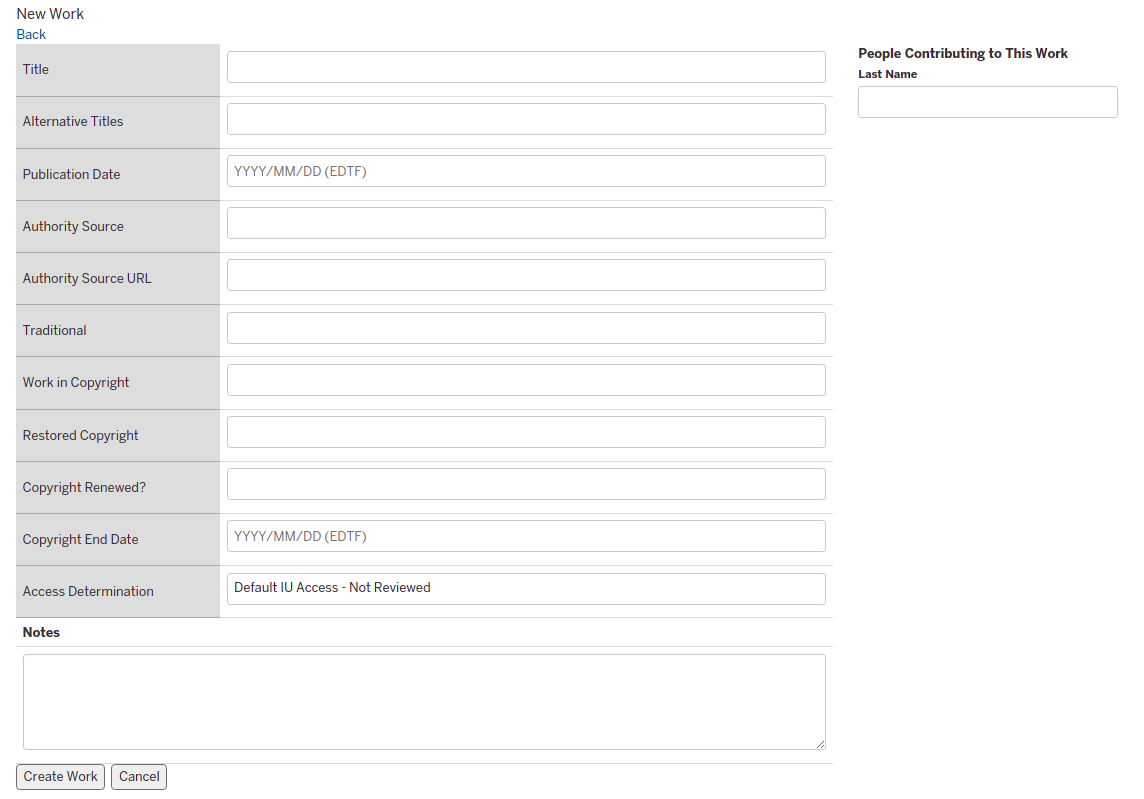 New Work
Back
Title
Alternative Titles
Publication Date YYYY/MM/DD (EDTF)
Authority Source
Authority Source URL
Traditional
Work in Copyright
Restored Copyright
Copyright Renewed?
Copyright End Date YYYY/MM/DD (EDTF)
Access Determination Default IU Access - Not Reviewed
Notes
Create Work Cancel
People Contributing to This Work
Last Name